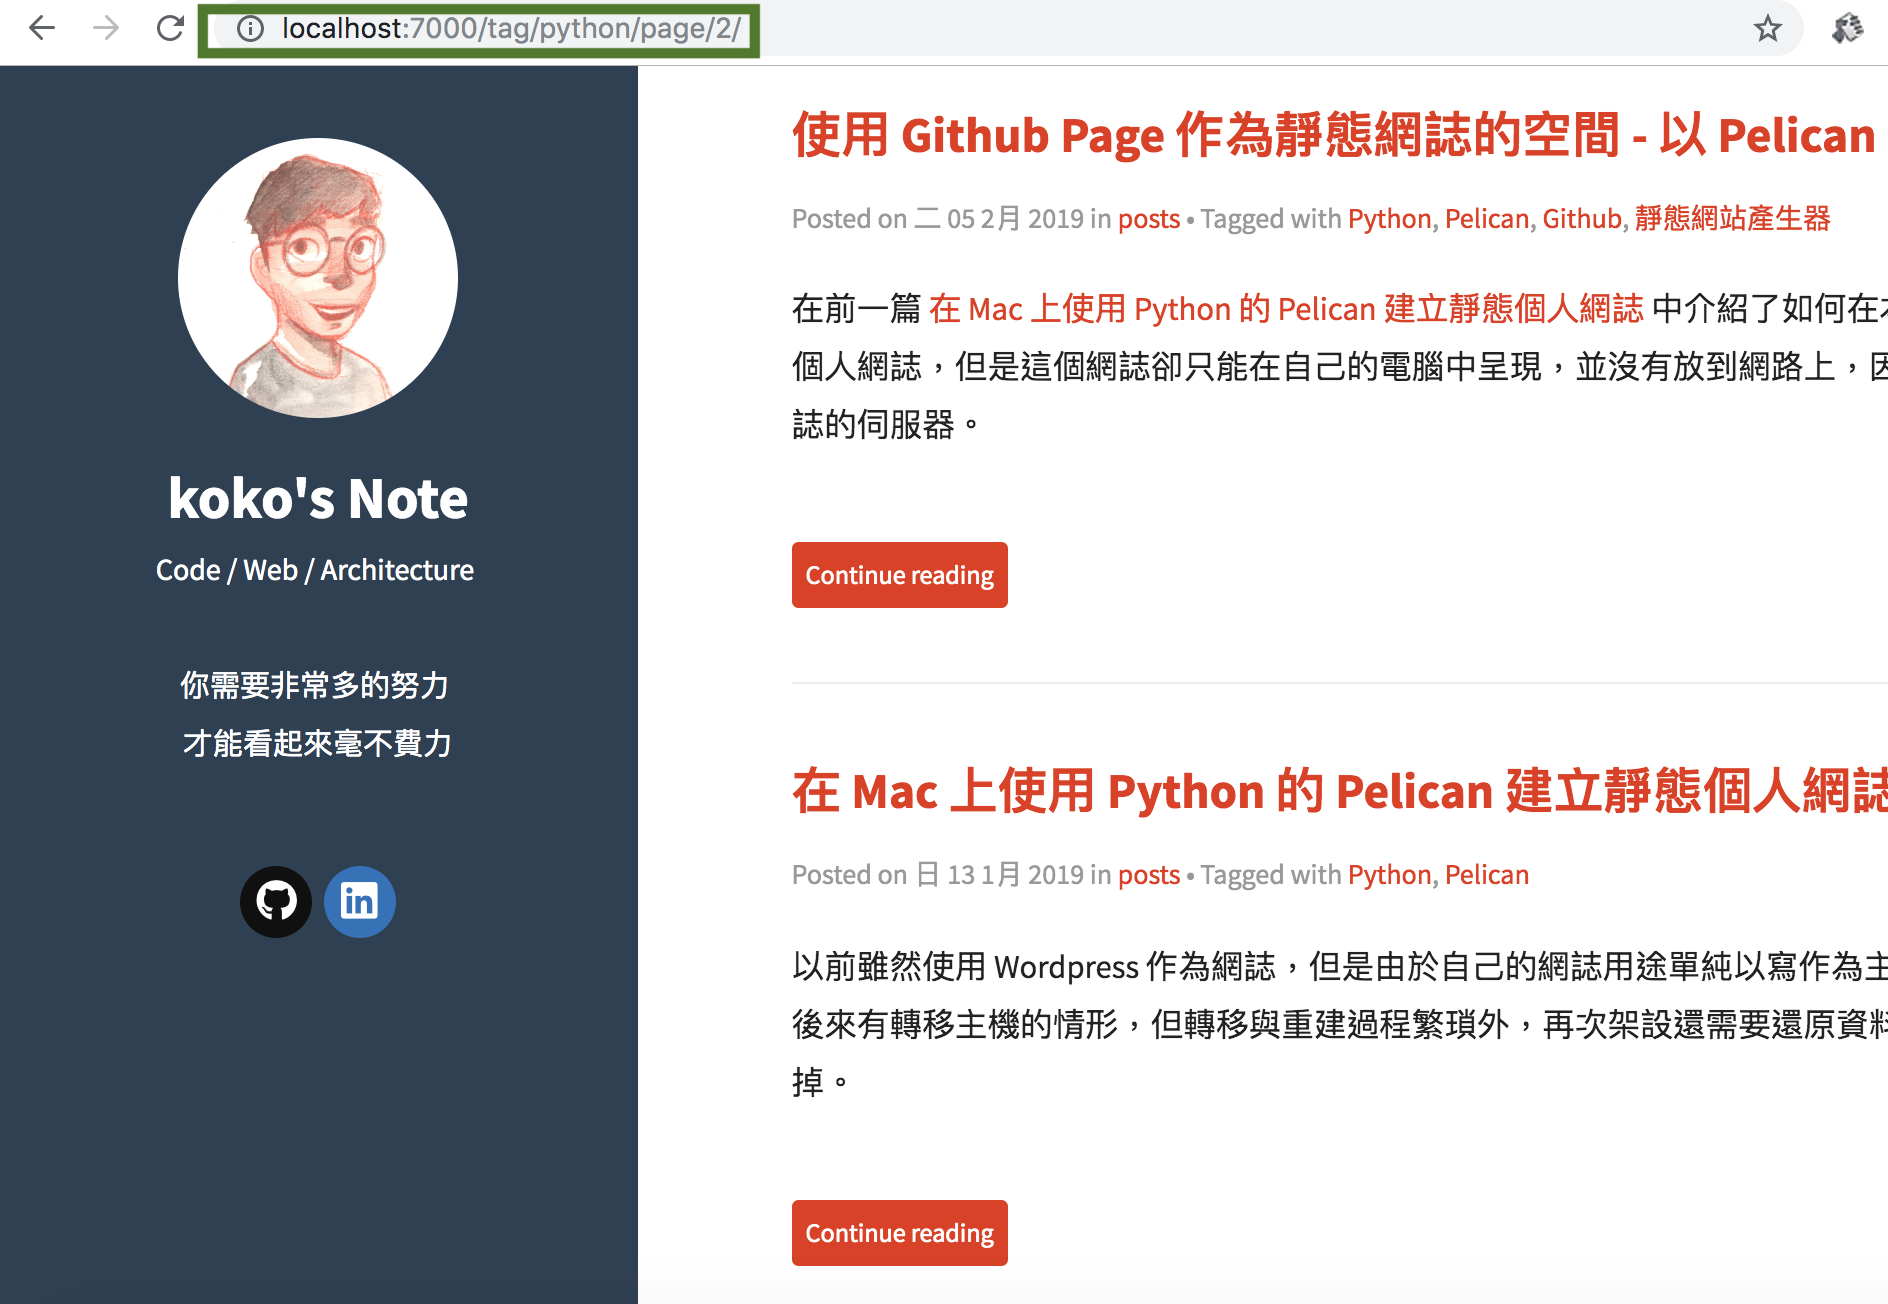 localhost:7000/tag/python/page/2/
koko's Note
Code / Web / Architecture
你需要非常多的努力
才能看起來毫不費力
使用 Github Page 作為靜態網誌的空間 - 以 Pelican
Posted on 二 05 2月 2019 in posts • Tagged with Python, Pelican, Github, 靜態網站產生器
在前一篇 在 Mac 上使用 Python 的 Pelican 建立靜態個人網誌 中介紹了如何在
個人網誌，但是這個網誌卻只能在自己的電腦中呈現，並沒有放到網路上，因
誌的伺服器。
Continue reading
在 Mac 上使用 Python 的 Pelican 建立靜態個人網誌
Posted on 日 13 1月 2019 in posts • Tagged with Python, Pelican
以前雖然使用 Wordpress 作為網誌，但是由於自己的網誌用途單純以寫作為主
後來有轉移主機的情形，但轉移與重建過程繁瑣外，再次架設還需要還原資料
掉。
Continue reading